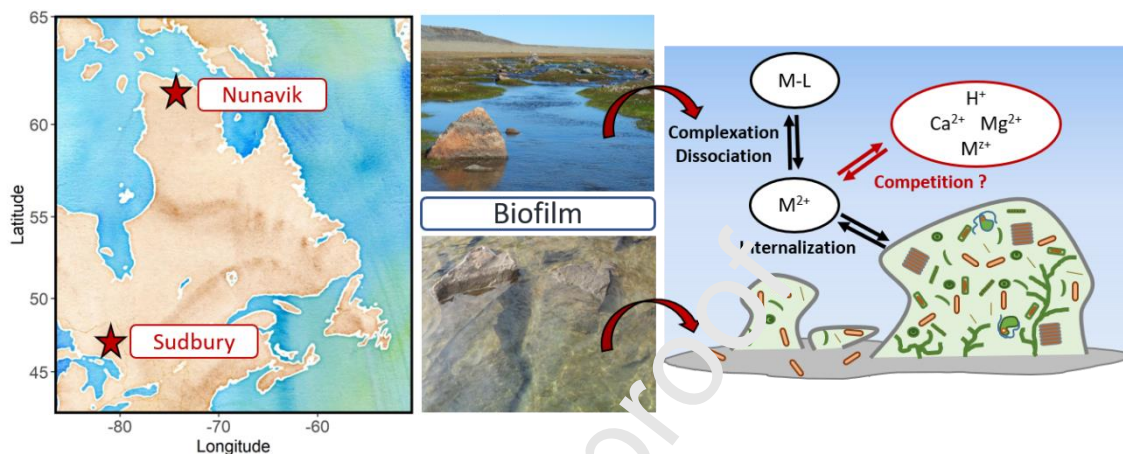 65
60
55
50
45
Latitude
-80
-70
-60
Longitude
Nunavik
Sudbury
Biofilm
M-L
Complexation
Dissociation
H⁺
Ca²⁺ Mg²⁺
Mᶻ⁺
Competition ?
M²⁺
Internalization
proof